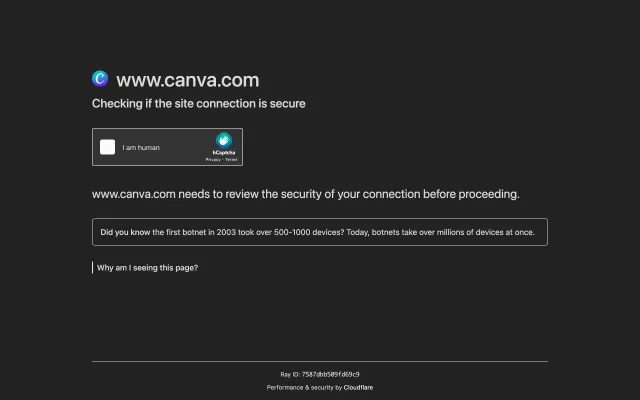 www.canva.com
Checking if the site connection is secure
I am human
hCaptcha
Privacy - Terms
www.canva.com needs to review the security of your connection before proceeding.
Did you know the first botnet in 2003 took over 500-1000 devices? Today, botnets take over millions of devices at once.
Why am I seeing this page?
Ray ID: 7587dbb509fd69c9
Performance & security by Cloudflare